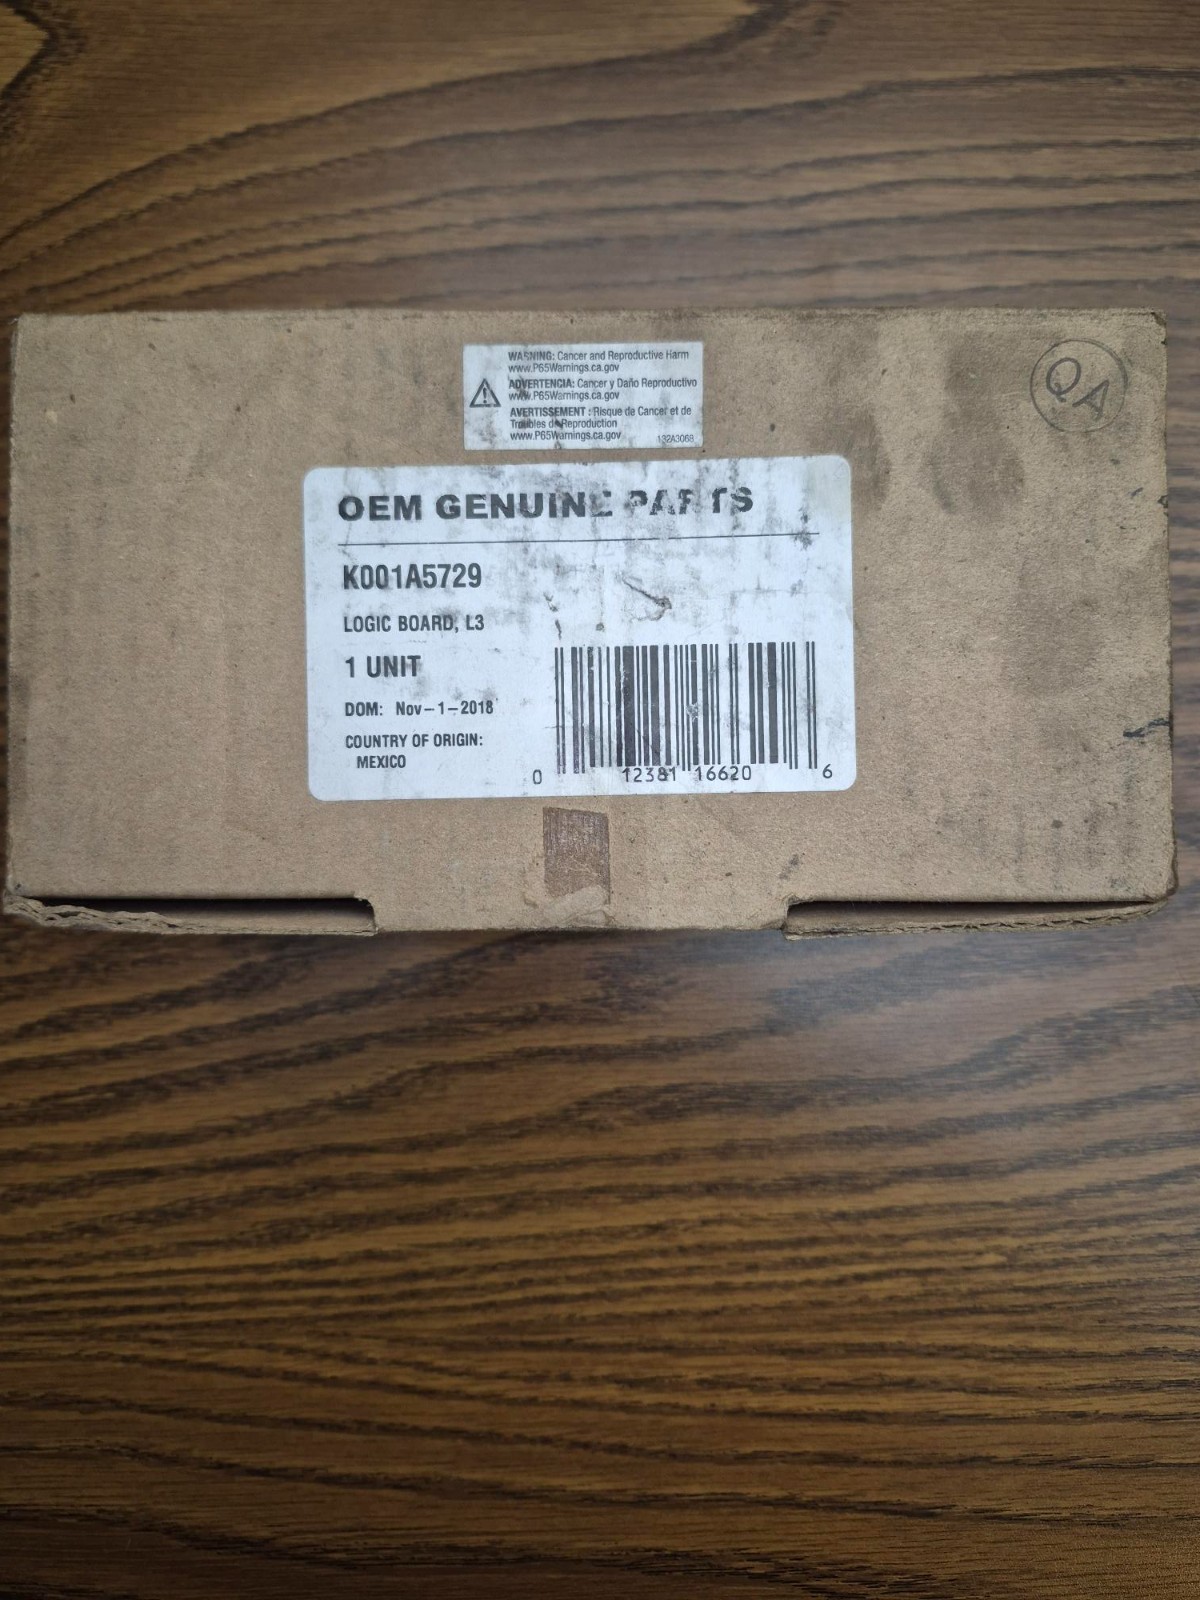 WARNING: Cancer and Reproductive Harm
www.P65Warnings.ca.gov
ADVERTENCIA: Cancer y Daño Reproductivo
www.P65Warnings.ca.gov
AVERTISSEMENT : Risque de Cancer et de
Troubles de Reproduction
www.P65Warnings.ca.gov 132A3068
QA
OEM GENUINE PARTS
K001A5729
LOGIC BOARD, L3
1 UNIT
DOM: Nov-1-2018
COUNTRY OF ORIGIN:
MEXICO
0 12381 16620 6